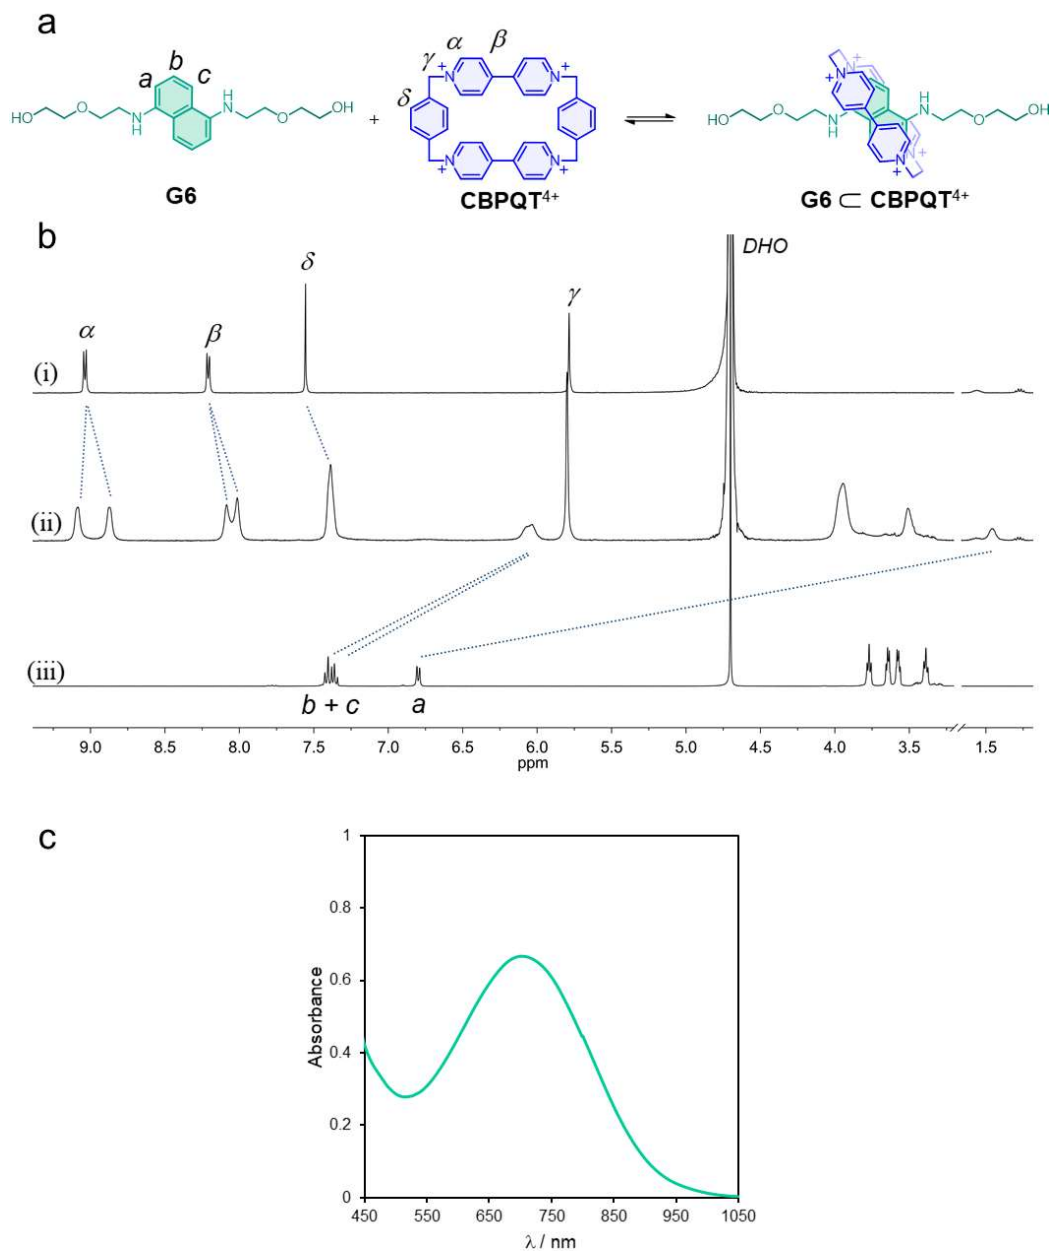 a
b
a
c
H
N
O
HO
N
H
O
OH
G6
+
γ
α
β
δ
+
N
N
+
+
N
N
+
CBPQT4+
HO
O
N
H
H
N
O
OH
+
N
N
+
N
+
N
+
G6 ⊂ CBPQT4+
b
DHO
δ
γ
α
β
(i)
(ii)
(iii)
b + c
a
9.0 8.5 8.0 7.5 7.0 6.5 6.0 5.5 5.0 4.5 4.0 3.5 1.5
ppm
c
1
0.8
0.6
0.4
0.2
0
Absorbance
450 550 650 750 850 950 1050
λ / nm